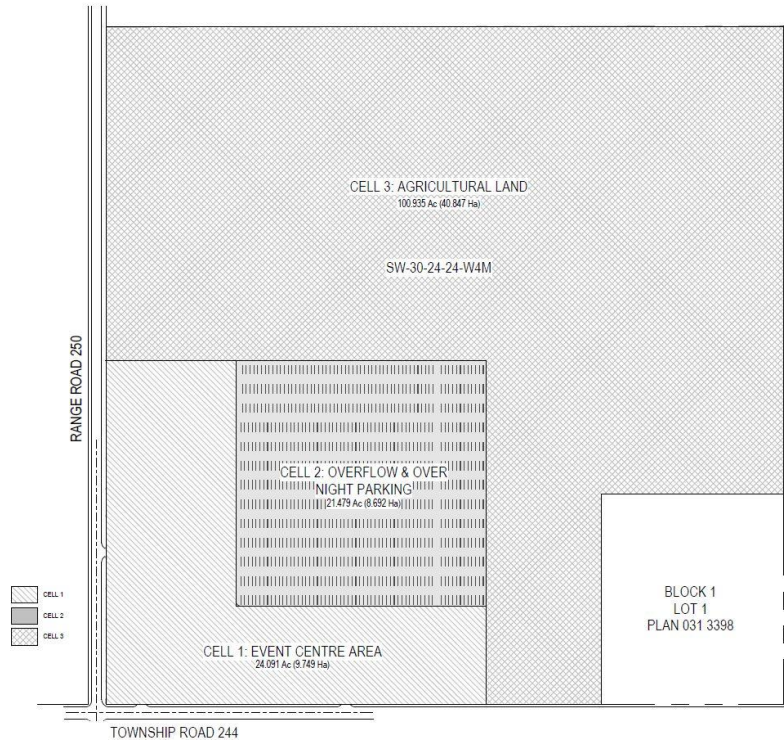 CELL 3: AGRICULTURAL LAND
100.935 Ac (40.847 Ha)
SW-30-24-24-W4M
RANGE ROAD 250
CELL 2: OVERFLOW & OVER
NIGHT PARKING
21.479 Ac (8.692 Ha)
CELL 1
CELL 2
CELL 3
BLOCK 1
LOT 1
PLAN 031 3398
CELL 1: EVENT CENTRE AREA
24.091 Ac (9.749 Ha)
TOWNSHIP ROAD 244